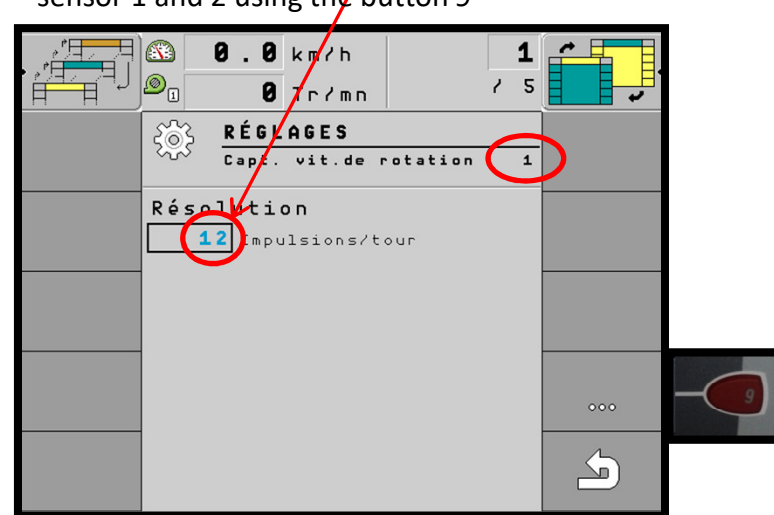 sensor 1 and 2 using the button 9
0.0 km/h
1
1
0 Tr/mn
/ 5
RÉGLAGES
Capt. vit.de rotation 1
Résolution
12 Impulsions/tour
9